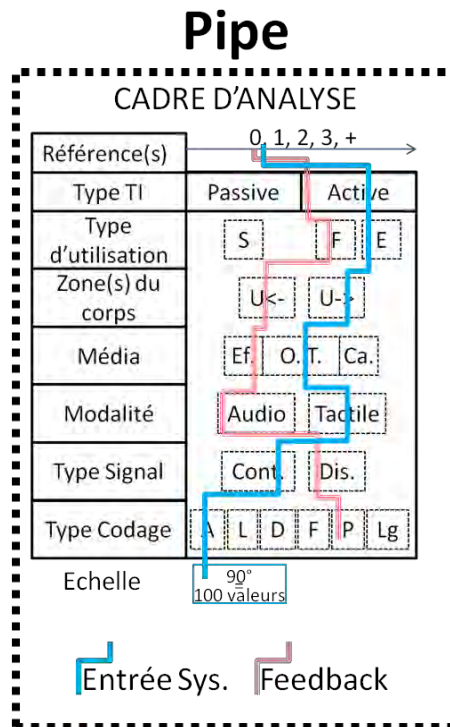 Pipe
CADRE D'ANALYSE
Référence(s) 0, 1, 2, 3, +
Type TI Passive Active
Type
d'utilisation S F E
Zone(s) du
corps U<- U->
Média Ef. O. T. Ca.
Modalité Audio Tactile
Type Signal Cont. Dis.
Type Codage A L D F P Lg
Echelle 90°
100 valeurs
Entrée Sys. Feedback